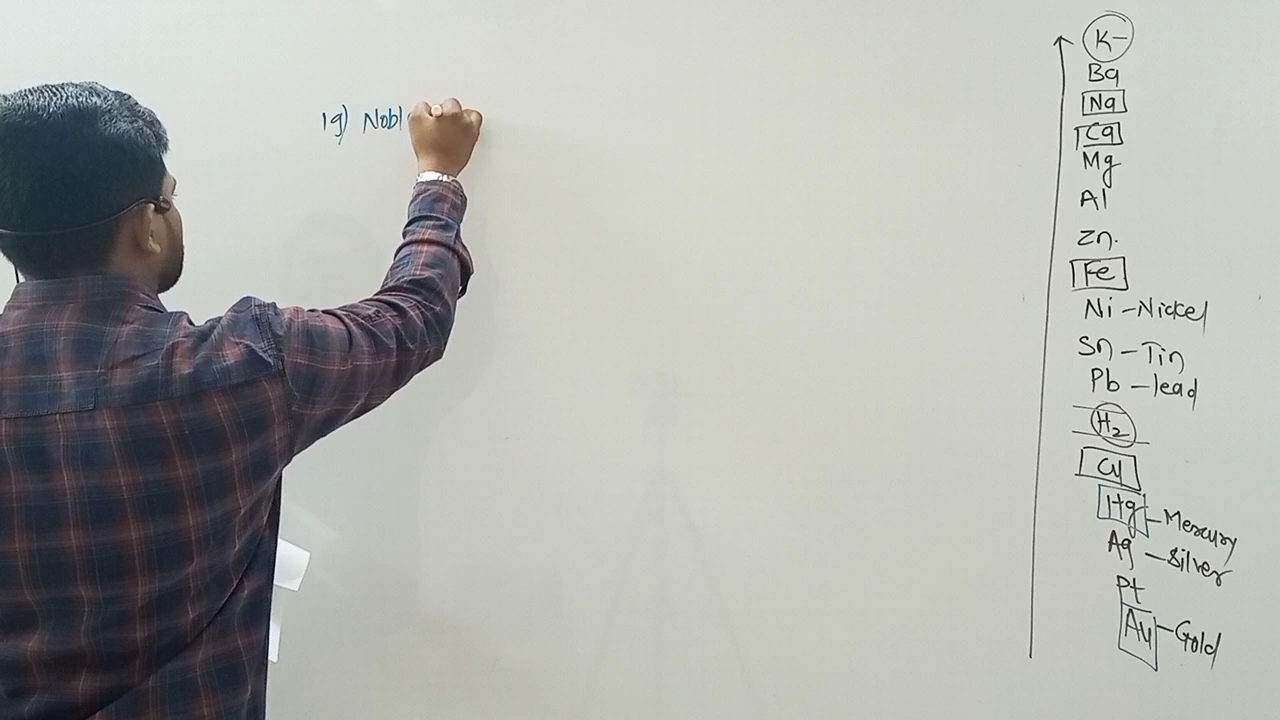 19) Nobl
K
Ba
Na
Ca
Mg
Al
Zn.
Fe
Ni - Nickel
Sn - Tin
Pb - lead
H2
Cu
Hg - Mercury
Ag - Silver
Pt
Au - Gold